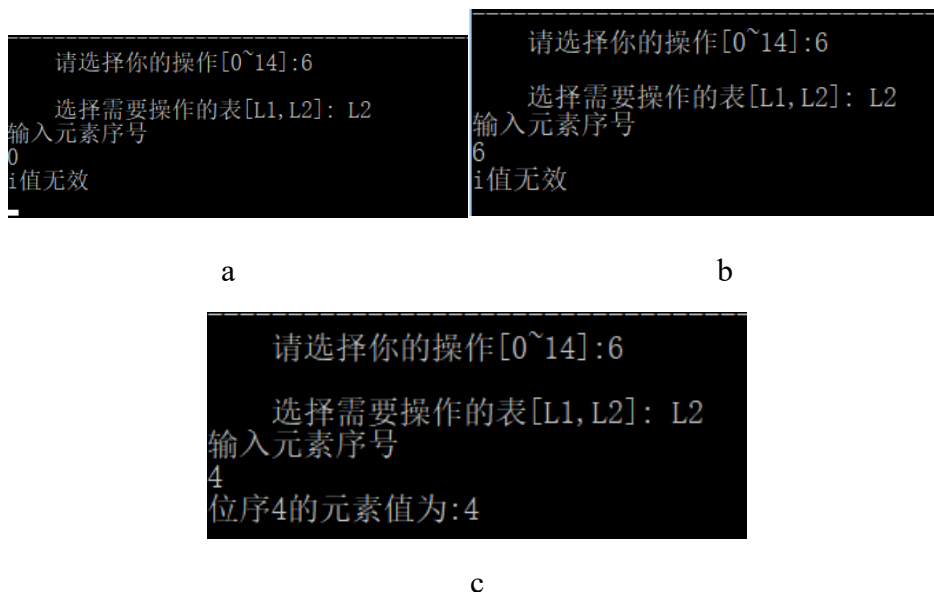 请选择你的操作[0~14]:6
选择需要操作的表[L1,L2]: L2
输入元素序号
0
i值无效
a
请选择你的操作[0~14]:6
选择需要操作的表[L1,L2]: L2
输入元素序号
6
i值无效
b
请选择你的操作[0~14]:6
选择需要操作的表[L1,L2]: L2
输入元素序号
4
位序4的元素值为:4
c